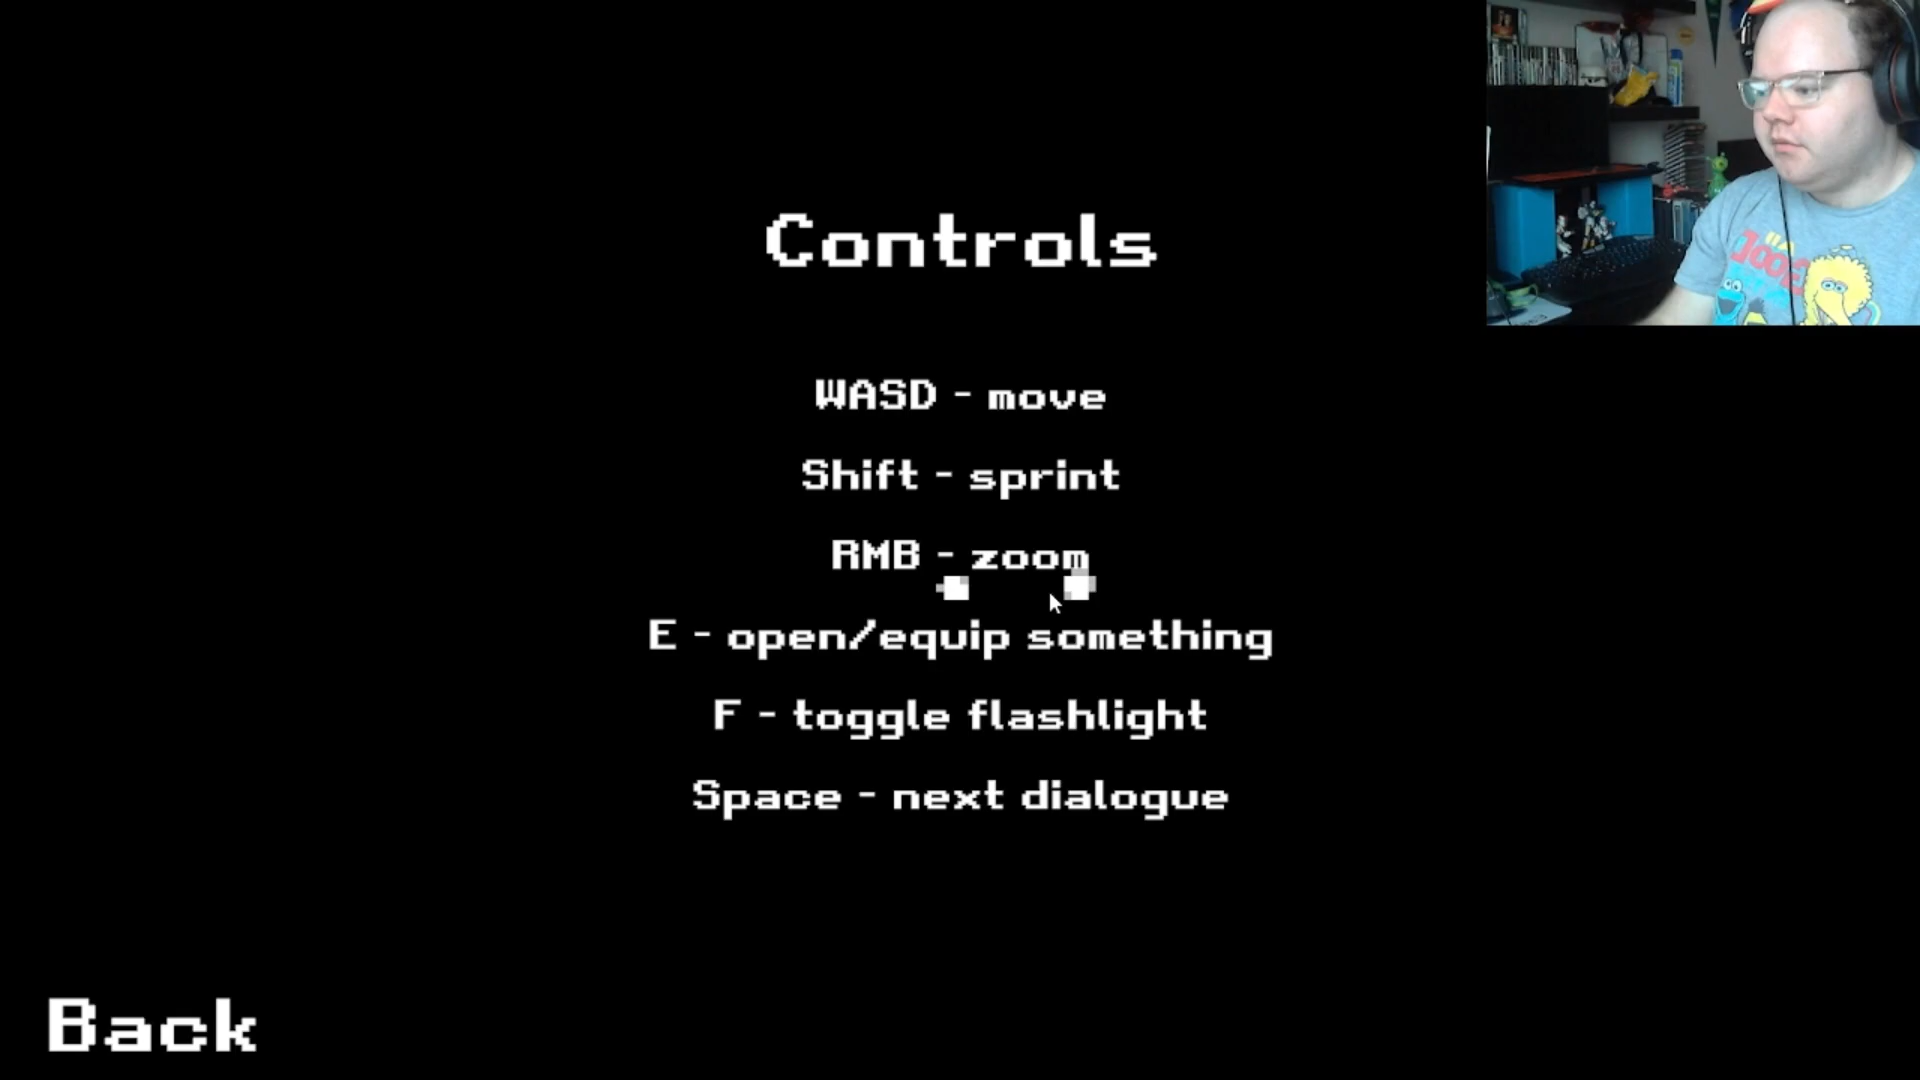 Controls
WASD - move
Shift - sprint
RMB - zoom
E - open/equip something
F - toggle flashlight
Space - next dialogue
Back